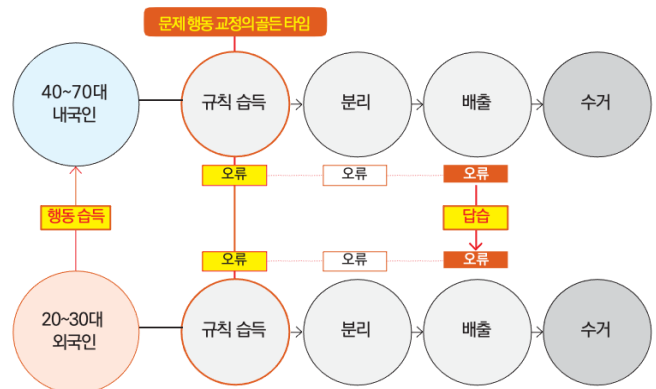 문제 행동 교정의 골든 타임
40~70대
내국인
규칙 습득
분리
배출
수거
오류
오류
오류
행동 습득
답습
오류
오류
오류
20~30대
외국인
규칙 습득
분리
배출
수거